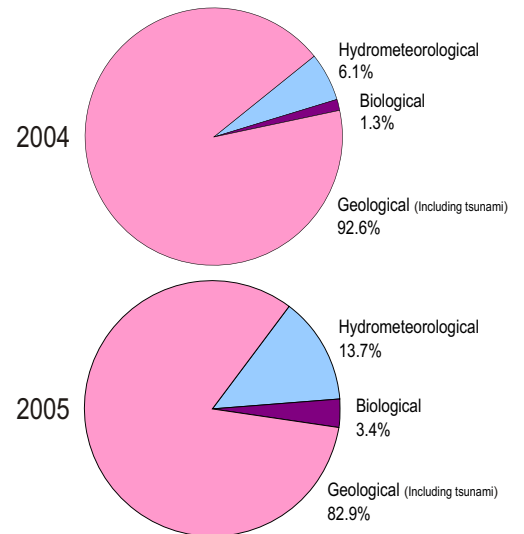 2004
Hydrometeorological
6.1%
Biological
1.3%
Geological (Including tsunami)
92.6%
2005
Hydrometeorological
13.7%
Biological
3.4%
Geological (Including tsunami)
82.9%